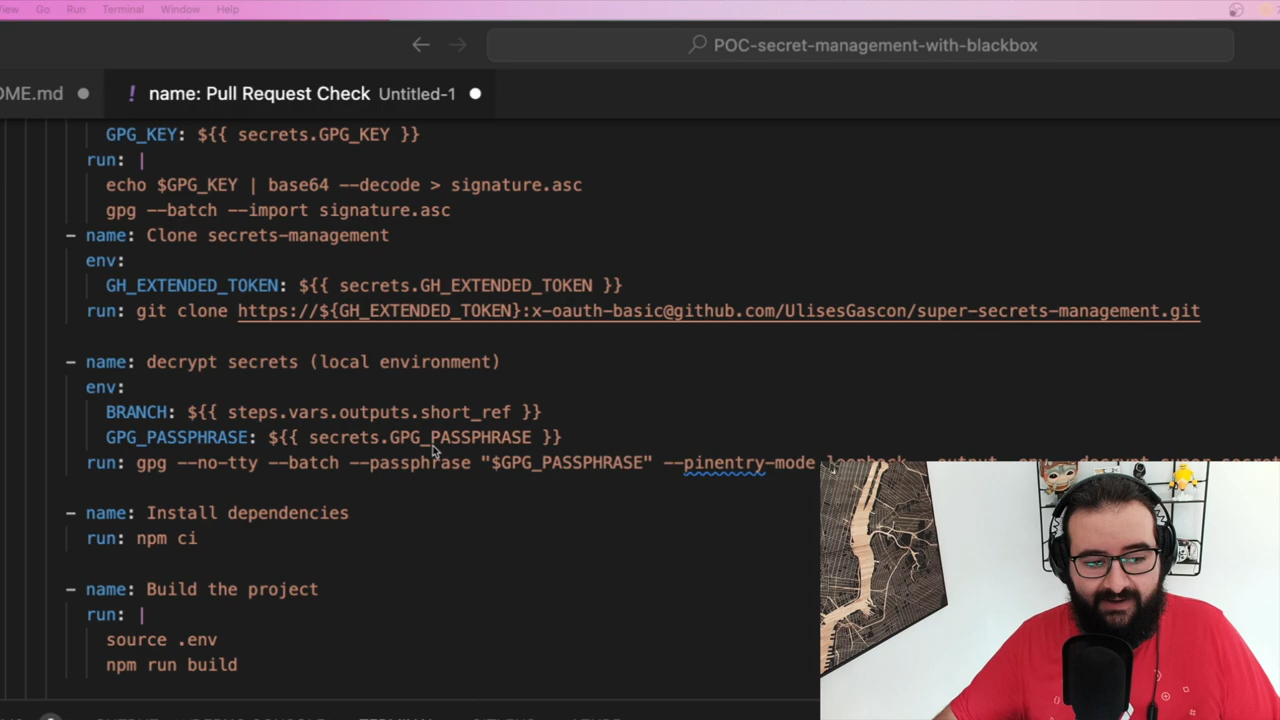 View Go Run Terminal Window Help
POC-secret-management-with-blackbox
OME.md ! name: Pull Request Check Untitled-1
GPG_KEY: ${{ secrets.GPG_KEY }}
run: |
echo $GPG_KEY | base64 --decode > signature.asc
gpg --batch --import signature.asc
- name: Clone secrets-management
env:
GH_EXTENDED_TOKEN: ${{ secrets.GH_EXTENDED_TOKEN }}
run: git clone https://${GH_EXTENDED_TOKEN}:x-oauth-basic@github.com/UlisesGascon/super-secrets-management.git
- name: decrypt secrets (local environment)
env:
BRANCH: ${{ steps.vars.outputs.short_ref }}
GPG_PASSPHRASE: ${{ secrets.GPG_PASSPHRASE }}
run: gpg --no-tty --batch --passphrase "$GPG_PASSPHRASE" --pinentry-mode loopback
- name: Install dependencies
run: npm ci
- name: Build the project
run: |
source .env
npm run build